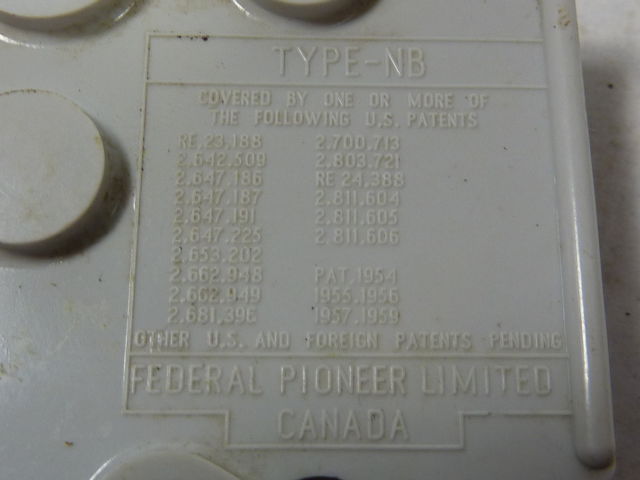 TYPE-NB
COVERED BY ONE OR MORE OF
THE FOLLOWING U.S. PATENTS
RE.23.188 2.700.713
2.642.509 2.803.721
2.647.186 RE 24.388
2.647.187 2.811.604
2.647.191 2.811.605
2.647.225 2.811.606
2.653.202
2.662.948 PAT.1954
2.662.949 1955.1956
2.681.396 1957.1959
OTHER U.S. AND FOREIGN PATENTS PENDING
FEDERAL PIONEER LIMITED
CANADA